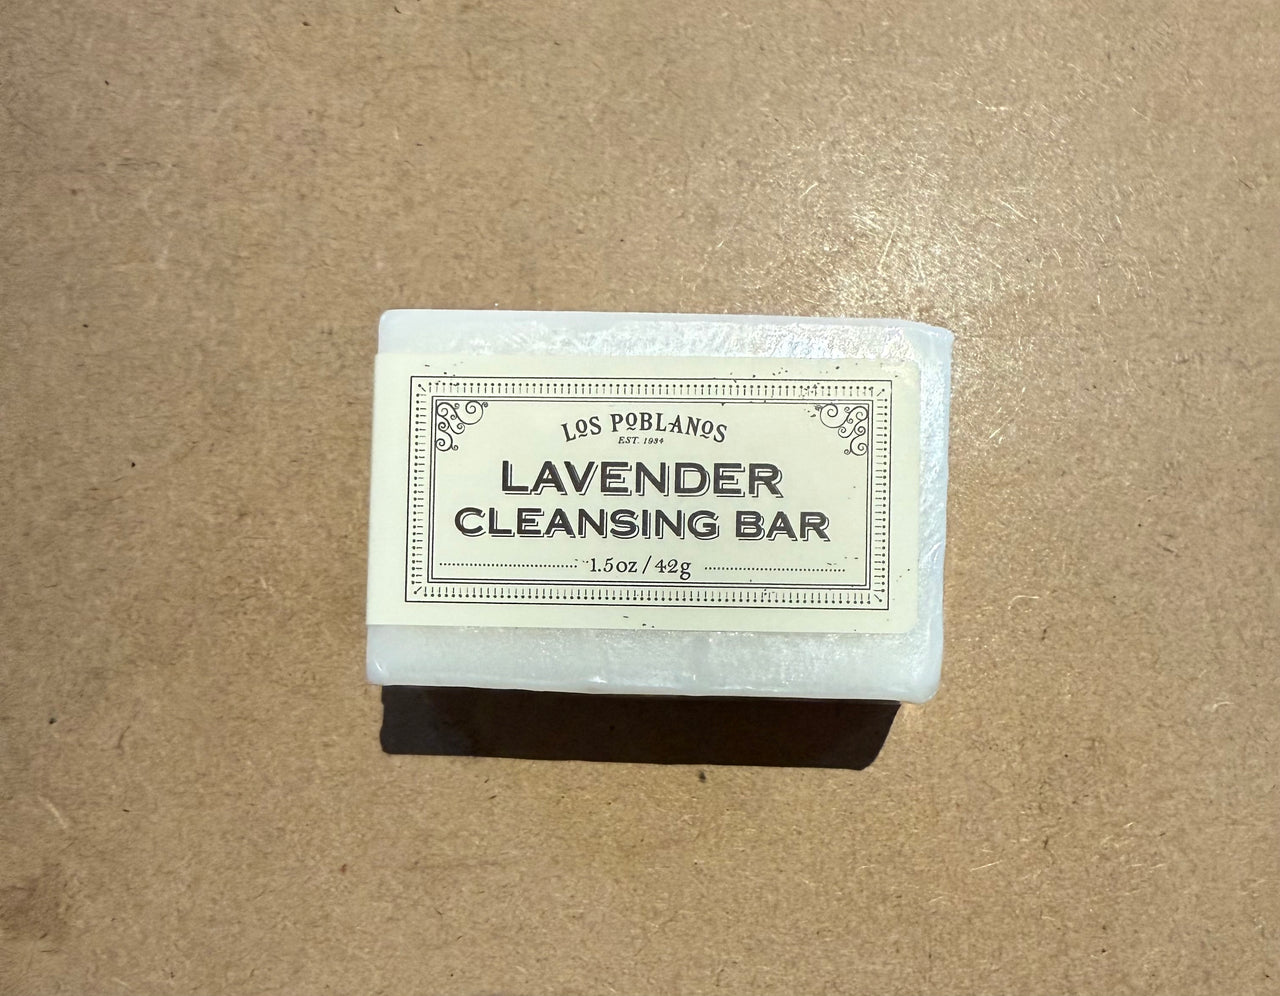 LOS POBLANOS
EST. 1934
LAVENDER
CLEANSING BAR
1.5oz / 42g